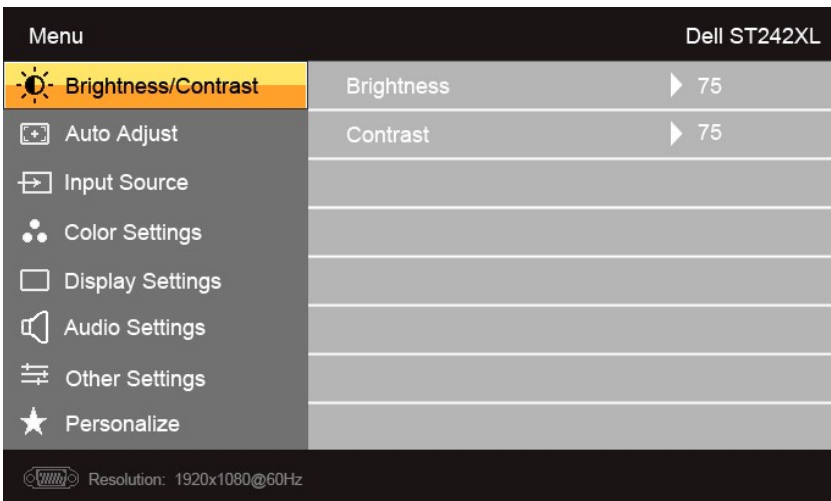 Menu Dell ST242XL
Brightness/Contrast Brightness 75
Auto Adjust Contrast 75
Input Source
Color Settings
Display Settings
Audio Settings
Other Settings
Personalize
Resolution: 1920x1080@60Hz